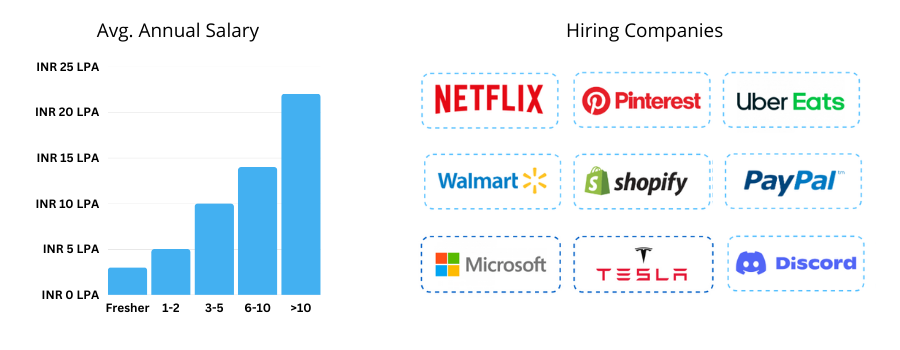 Avg. Annual Salary
INR 25 LPA
INR 20 LPA
INR 15 LPA
INR 10 LPA
INR 5 LPA
INR 0 LPA
Fresher 1-2 3-5 6-10 >10
Hiring Companies
NETFLIX Pinterest Uber Eats
Walmart shopify PayPal™
Microsoft TESLA Discord